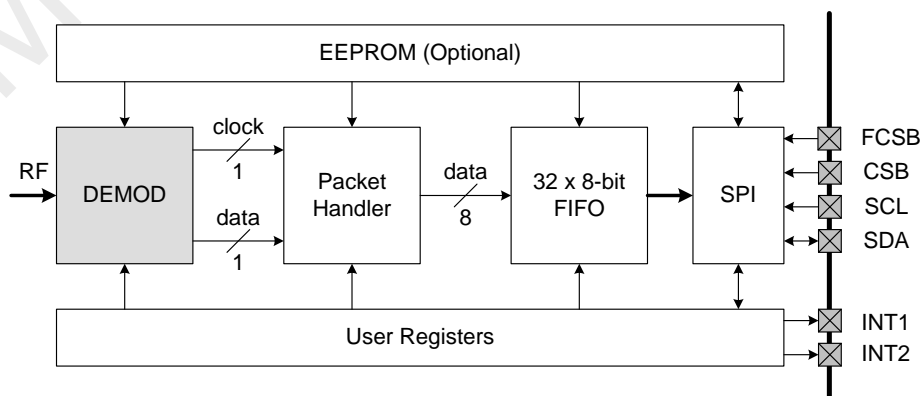 EEPROM (Optional)
RF
DEMOD
clock
1
data
1
Packet
Handler
data
8
32 x 8-bit
FIFO
SPI
FCSB
CSB
SCL
SDA
User Registers
INT1
INT2